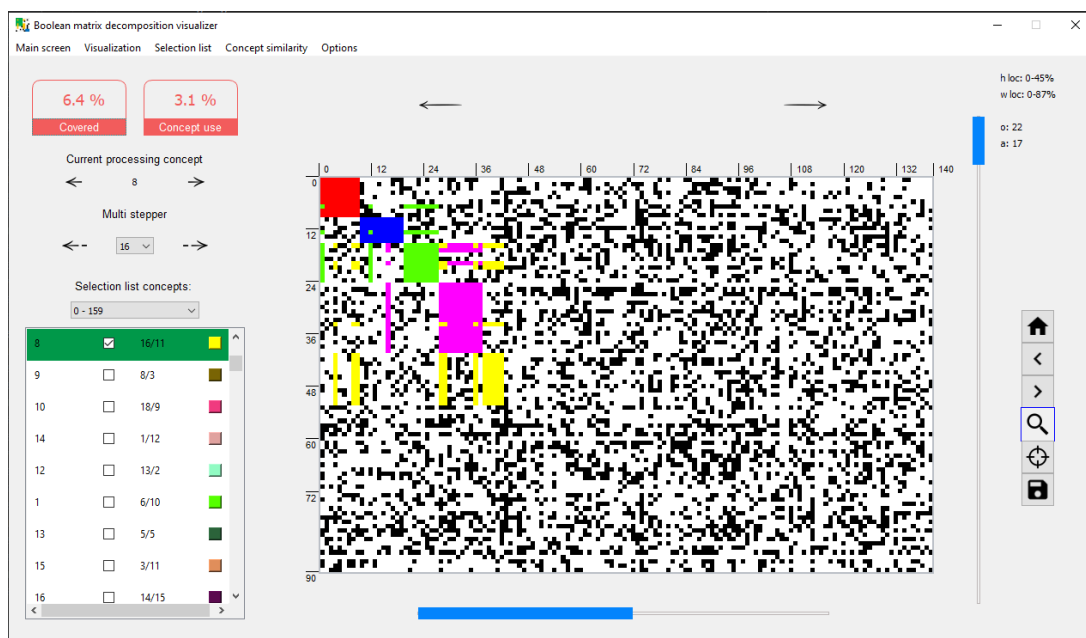 Boolean matrix decomposition visualizer
Main screen Visualization Selection list Concept similarity Options
6.4 % 3.1 %
Covered Concept use
h loc: 0-45%
w loc: 0-87%
o: 22
a: 17
Current processing concept
8
Multi stepper
16
Selection list concepts:
0 - 159
8 16/11
9 8/3
10 18/9
14 1/12
12 13/2
1 6/10
13 5/5
15 3/11
16 14/15
0 12 24 36 48 60 72 84 96 108 120 132 140
0
12
24
36
48
60
72
90